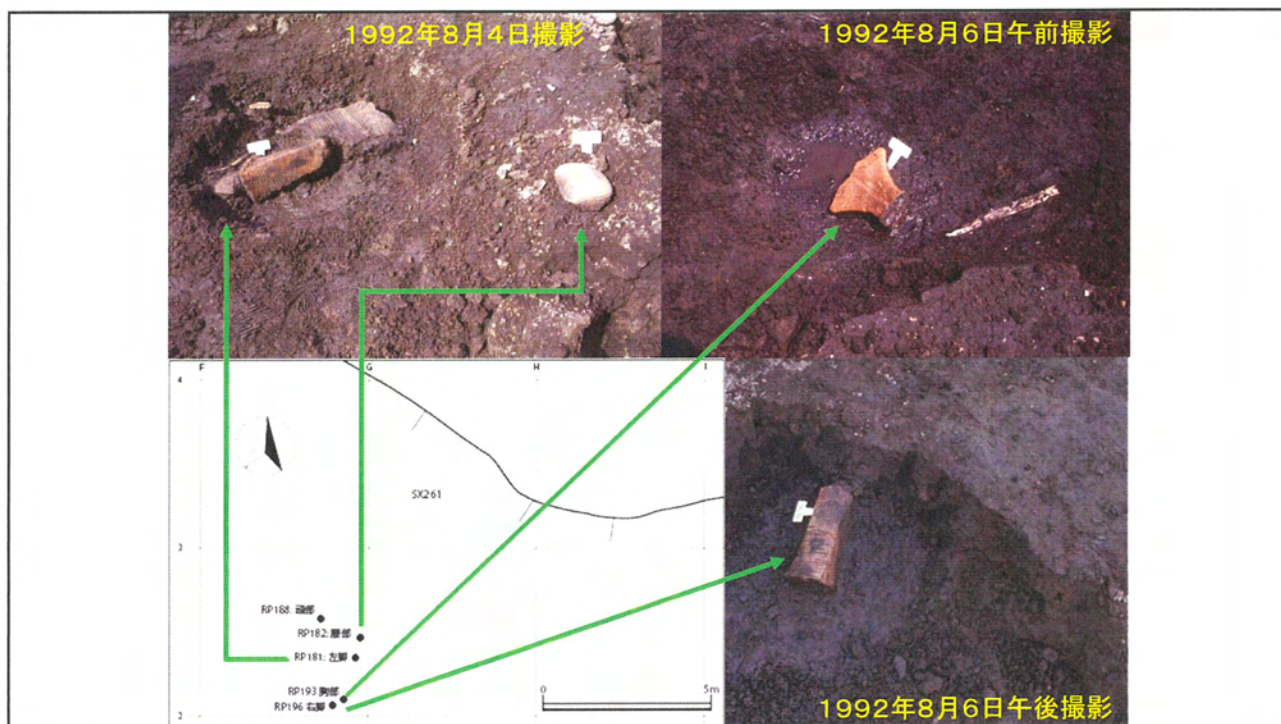 1992年8月4日撮影
1992年8月6日午前撮影
F
G
H
I
4
SX261
3
RP188: 頭部
RP182: 腰部
RP181: 左脚
RP193 胸部
RP196 右脚
2
0
5m
1992年8月6日午後撮影